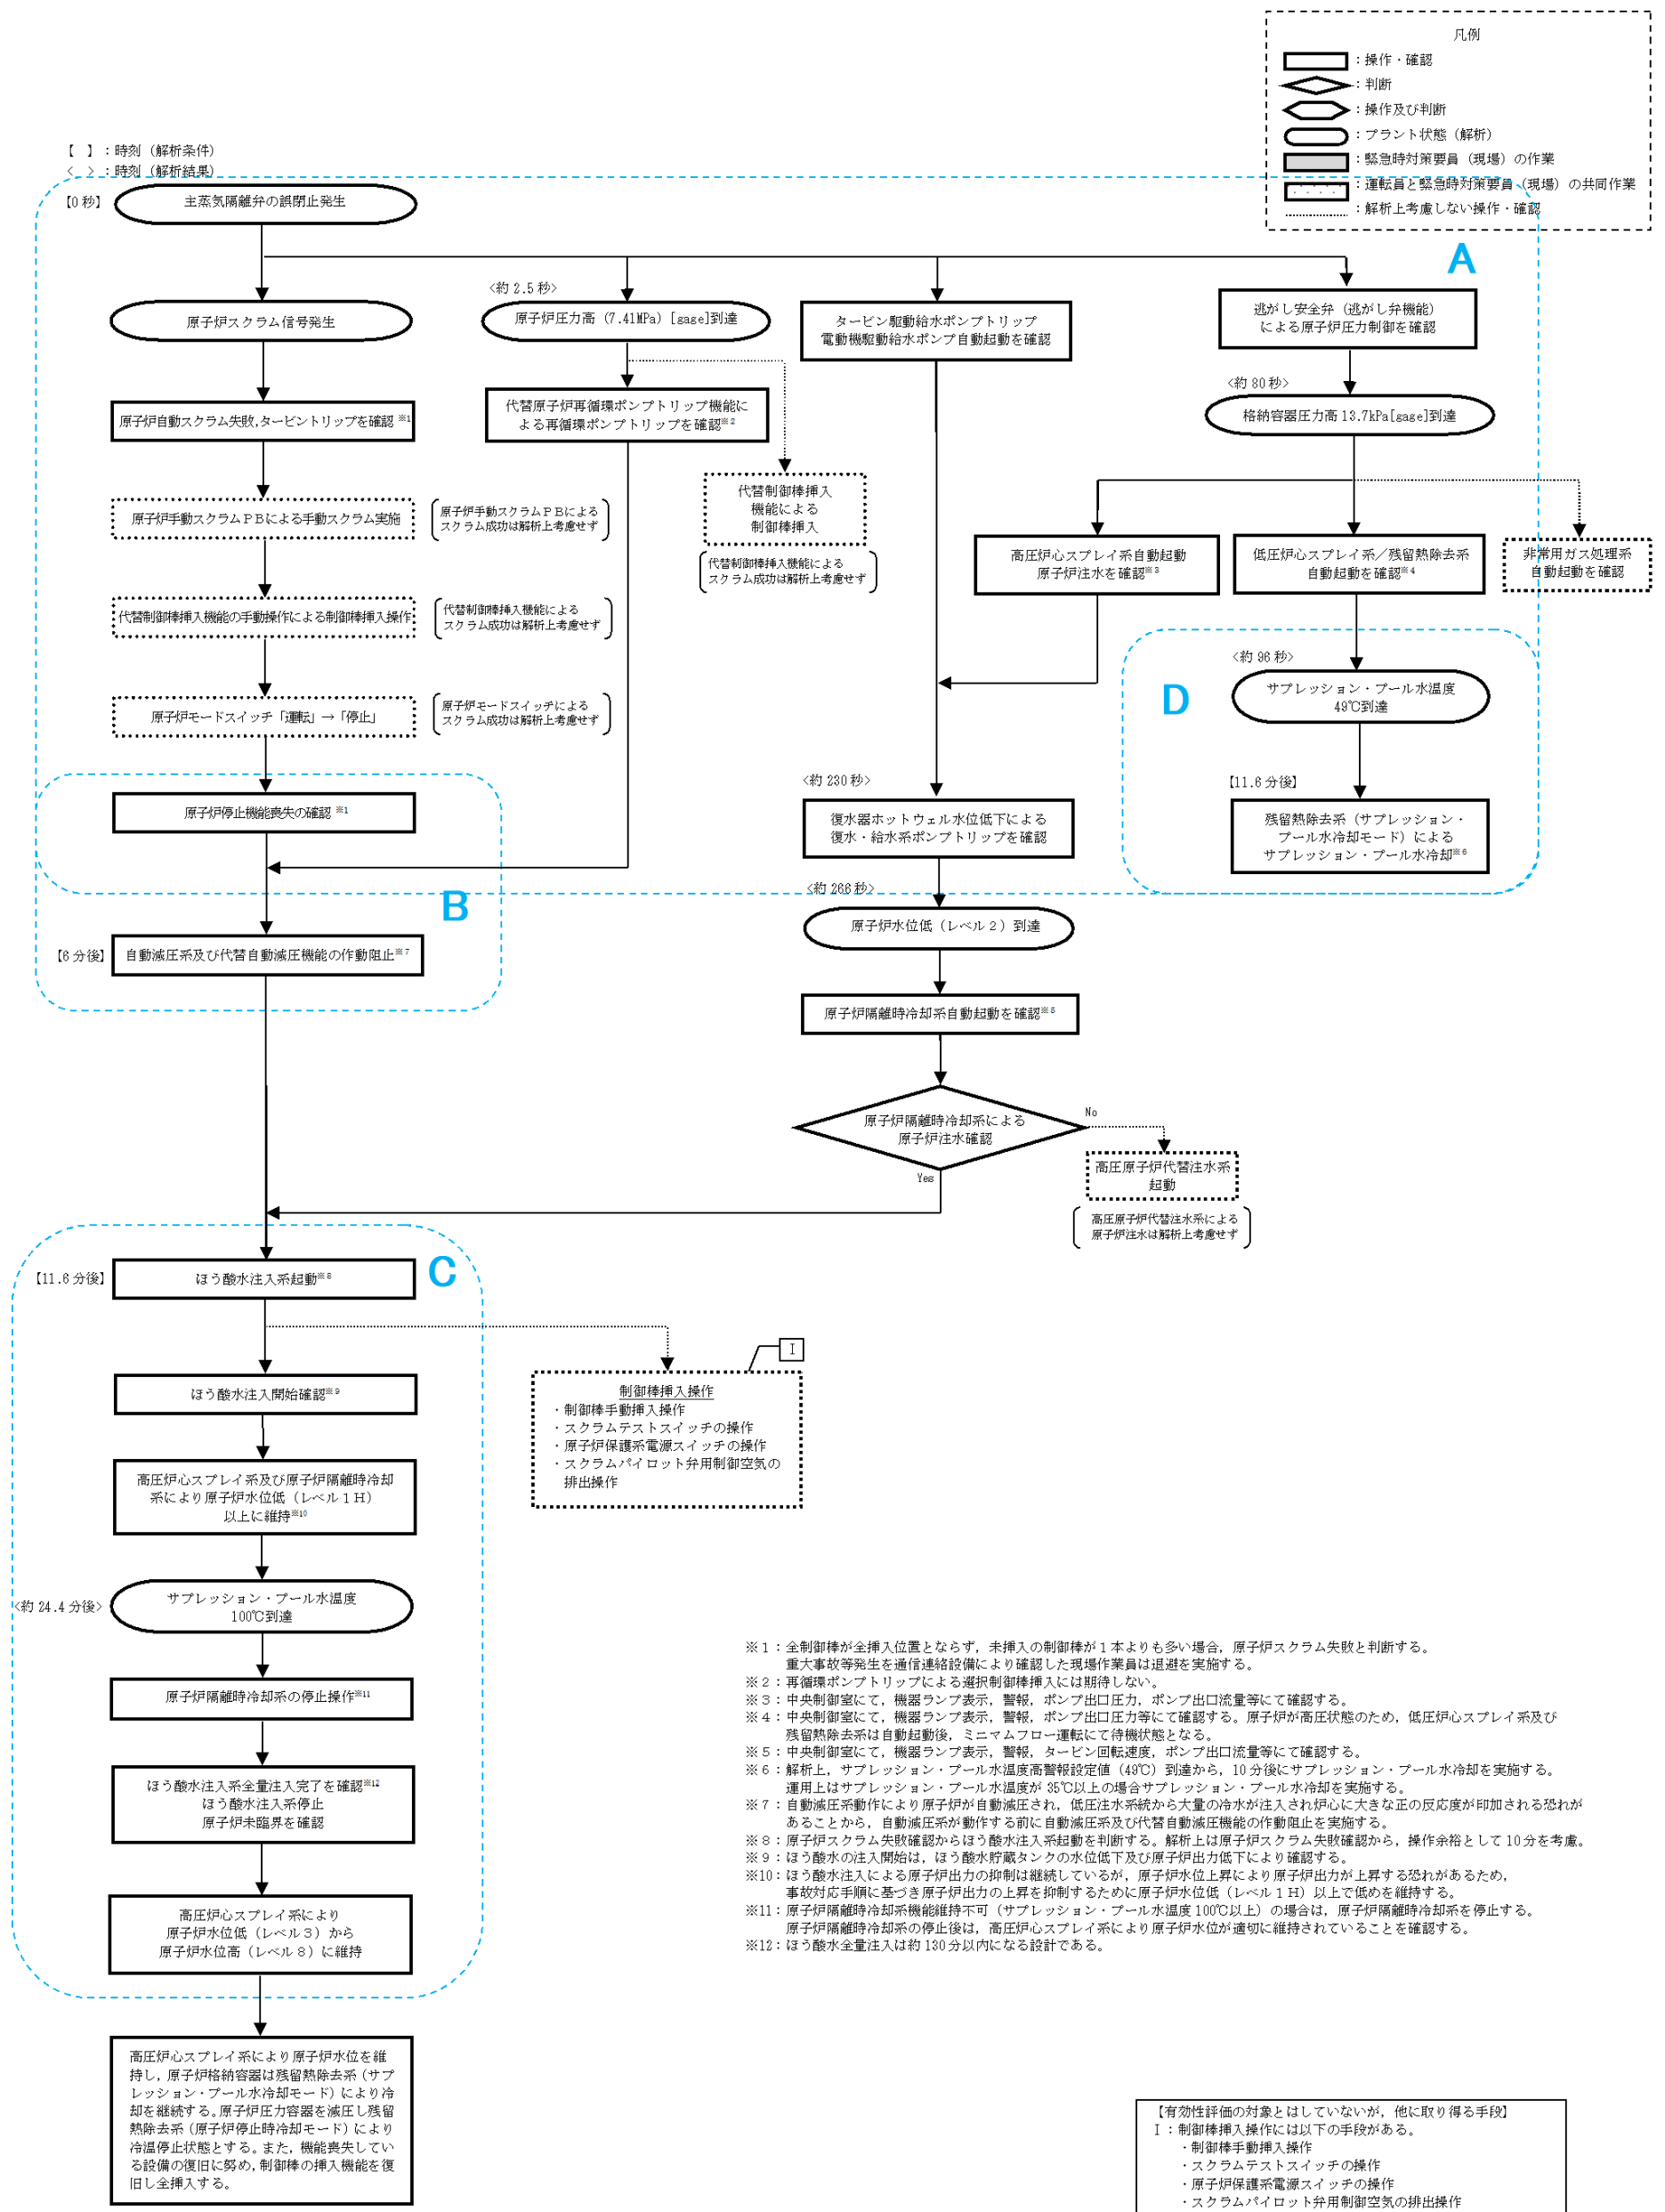 凡例
：操作・確認
：判断
：操作及び判断
：プラント状態（解析）
：緊急時対策要員（現場）の作業
：運転員と緊急時対策要員（現場）の共同作業
：解析上考慮しない操作・確認
【　】：時刻（解析条件）
〈　〉：時刻（解析結果）
【0秒】
主蒸気隔離弁の誤閉止発生
A
原子炉スクラム信号発生
〈約2.5秒〉
原子炉圧力高（7.41MPa）[gage]到達
タービン駆動給水ポンプトリップ
電動機駆動給水ポンプ自動起動を確認
逃がし安全弁（逃がし弁機能）
による原子炉圧力制御を確認
原子炉自動スクラム失敗,タービントリップを確認 ※1
代替原子炉再循環ポンプトリップ機能に
よる再循環ポンプトリップを確認※2
〈約80秒〉
格納容器圧力高13.7kPa[gage]到達
原子炉手動スクラムＰＢによる手動スクラム実施
原子炉手動スクラムＰＢによる
スクラム成功は解析上考慮せず
代替制御棒挿入
機能による
制御棒挿入
代替制御棒挿入機能による
スクラム成功は解析上考慮せず
高圧炉心スプレイ系自動起動
原子炉注水を確認※3
低圧炉心スプレイ系／残留熱除去系
自動起動を確認※4
非常用ガス処理系
自動起動を確認
代替制御棒挿入機能の手動操作による制御棒挿入操作
代替制御棒挿入機能による
スクラム成功は解析上考慮せず
原子炉モードスイッチ「運転」→「停止」
原子炉モードスイッチによる
スクラム成功は解析上考慮せず
D
〈約96秒〉
サプレッション・プール水温度
49℃到達
【11.6分後】
残留熱除去系（サプレッション・
プール水冷却モード）による
サプレッション・プール水冷却※6
原子炉停止機能喪失の確認 ※1
〈約230秒〉
復水器ホットウェル水位低下による
復水・給水系ポンプトリップを確認
B
〈約266秒〉
原子炉水位低（レベル２）到達
【6分後】
自動減圧系及び代替自動減圧機能の作動阻止※7
原子炉隔離時冷却系自動起動を確認※5
原子炉隔離時冷却系による
原子炉注水確認
No
Yes
高圧原子炉代替注水系
起動
高圧原子炉代替注水系による
原子炉注水は解析上考慮せず
C
【11.6分後】
ほう酸水注入系起動※8
Ⅰ
制御棒挿入操作
・制御棒手動挿入操作
・スクラムテストスイッチの操作
・原子炉保護系電源スイッチの操作
・スクラムパイロット弁用制御空気の
排出操作
ほう酸水注入開始確認※9
高圧炉心スプレイ系及び原子炉隔離時冷却
系により原子炉水位低（レベル１Ｈ）
以上に維持※10
〈約24.4分後〉
サプレッション・プール水温度
100℃到達
原子炉隔離時冷却系の停止操作※11
ほう酸水注入系全量注入完了を確認※12
ほう酸水注入系停止
原子炉未臨界を確認
高圧炉心スプレイ系により
原子炉水位低（レベル３）から
原子炉水位高（レベル８）に維持
高圧炉心スプレイ系により原子炉水位を維
持し，原子炉格納容器は残留熱除去系（サプ
レッション・プール水冷却モード）により冷
却を継続する。原子炉圧力容器を減圧し残留
熱除去系（原子炉停止時冷却モード）により
冷温停止状態とする。また，機能喪失してい
る設備の復旧に努め，制御棒の挿入機能を復
旧し全挿入する。
※１：全制御棒が全挿入位置とならず，未挿入の制御棒が１本よりも多い場合，原子炉スクラム失敗と判断する。
重大事故等発生を通信連絡設備により確認した現場作業員は退避を実施する。
※２：再循環ポンプトリップによる選択制御棒挿入には期待しない。
※３：中央制御室にて，機器ランプ表示，警報，ポンプ出口圧力，ポンプ出口流量等にて確認する。
※４：中央制御室にて，機器ランプ表示，警報，ポンプ出口圧力等にて確認する。原子炉が高圧状態のため，低圧炉心スプレイ系及び
残留熱除去系は自動起動後，ミニマムフロー運転にて待機状態となる。
※５：中央制御室にて，機器ランプ表示，警報，タービン回転速度，ポンプ出口流量等にて確認する。
※６：解析上，サプレッション・プール水温度高警報設定値（49℃）到達から，10分後にサプレッション・プール水冷却を実施する。
運用上はサプレッション・プール水温度が35℃以上の場合サプレッション・プール水冷却を実施する。
※７：自動減圧系動作により原子炉が自動減圧され，低圧注水系統から大量の冷水が注入され炉心に大きな正の反応度が印加される恐れが
あることから，自動減圧系が動作する前に自動減圧系及び代替自動減圧機能の作動阻止を実施する。
※８：原子炉スクラム失敗確認からほう酸水注入系起動を判断する。解析上は原子炉スクラム失敗確認から，操作余裕として10分を考慮。
※９：ほう酸水の注入開始は，ほう酸水貯蔵タンクの水位低下及び原子炉出力低下により確認する。
※10：ほう酸水注入による原子炉出力の抑制は継続しているが，原子炉水位上昇により原子炉出力が上昇する恐れがあるため，
事故対応手順に基づき原子炉出力の上昇を抑制するために原子炉水位低（レベル１Ｈ）以上で低めを維持する。
※11：原子炉隔離時冷却系機能維持不可（サプレッション・プール水温度100℃以上）の場合は，原子炉隔離時冷却系を停止する。
原子炉隔離時冷却系の停止後は，高圧炉心スプレイ系により原子炉水位が適切に維持されていることを確認する。
※12：ほう酸水全量注入は約130分以内になる設計である。
【有効性評価の対象とはしていないが，他に取り得る手段】
Ⅰ：制御棒挿入操作には以下の手段がある。
・制御棒手動挿入操作
・スクラムテストスイッチの操作
・原子炉保護系電源スイッチの操作
・スクラムパイロット弁用制御空気の排出操作